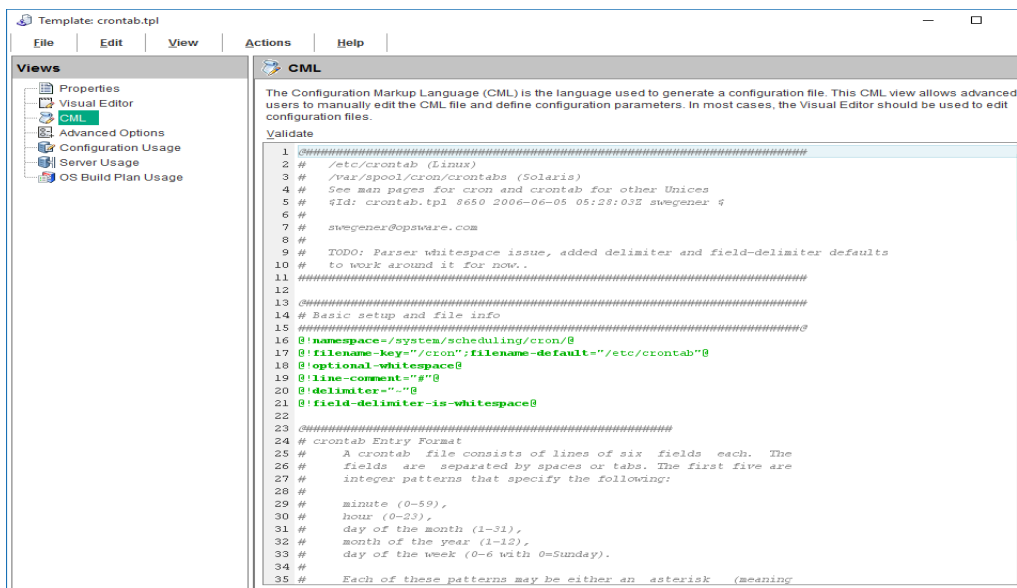 Template: crontab.tpl
File Edit View Actions Help
Views
Properties
Visual Editor
CML
Advanced Options
Configuration Usage
Server Usage
OS Build Plan Usage
CML
The Configuration Markup Language (CML) is the language used to generate a configuration file. This CML view allows advanced
users to manually edit the CML file and define configuration parameters. In most cases, the Visual Editor should be used to edit
configuration files.
Validate
1 @#####################################################################
2 # /etc/crontab (Linux)
3 # /var/spool/cron/crontabs (Solaris)
4 # See man pages for cron and crontab for other Unices
5 # $Id: crontab.tpl 8650 2006-06-05 05:28:03Z swegener $
6 #
7 # swegener@opsware.com
8 #
9 # TODO: Parser whitespace issue, added delimiter and field-delimiter defaults
10 # to work around it for now..
11 ######################################################################
12
13 @#####################################################################
14 # Basic setup and file info
15 #####################################################################@
16 @!namespace=/system/scheduling/cron/@
17 @!filename-key="/cron";filename-default="/etc/crontab"@
18 @!optional-whitespace@
19 @!line-comment="#"@
20 @!delimiter="-"@
21 @!field-delimiter-is-whitespace@
22
23 @##################################################
24 # crontab Entry Format
25 # A crontab file consists of lines of six fields each. The
26 # fields are separated by spaces or tabs. The first five are
27 # integer patterns that specify the following:
28 #
29 # minute (0-59),
30 # hour (0-23),
31 # day of the month (1-31),
32 # month of the year (1-12),
33 # day of the week (0-6 with 0=Sunday).
34 #
35 # Each of these patterns may be either an asterisk (meaning